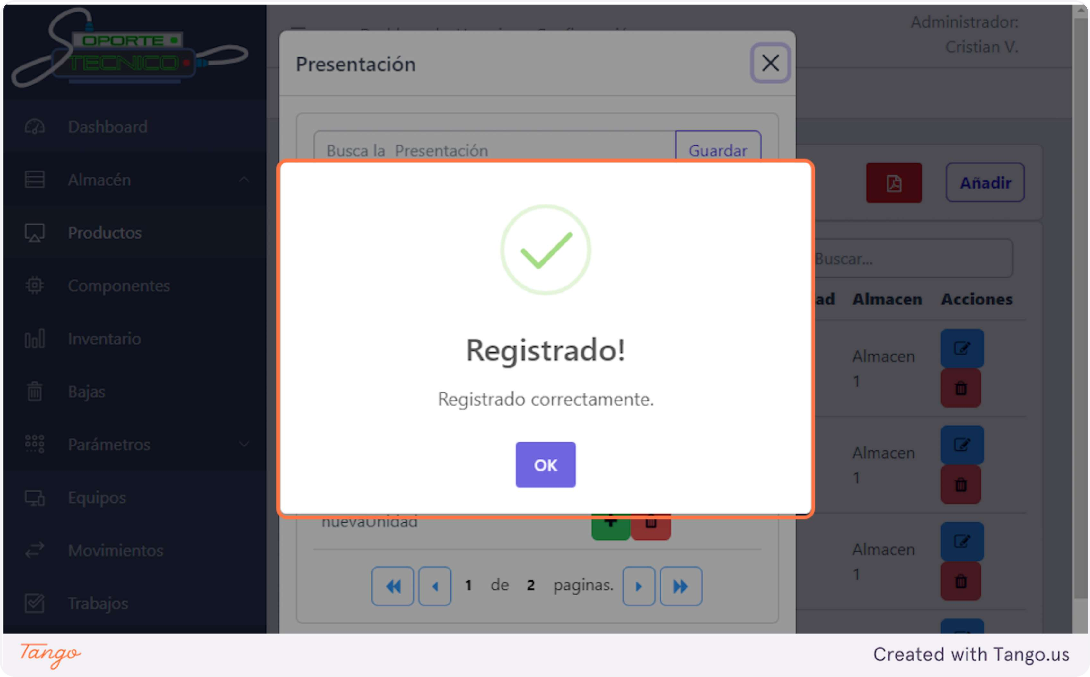 OPORTE
TECNICO
Administrador:
Cristian V.
Dashboard
Almacén
Productos
Componentes
Inventario
Bajas
Parámetros
Equipos
Movimientos
Trabajos
Presentación
Busca la Presentación
Guardar
Registrado!
Registrado correctamente.
OK
nuevaUnidad
1 de 2 paginas.
Añadir
Buscar...
ad Almacen Acciones
Almacen
1
Almacen
1
Almacen
1
Tango
Created with Tango.us